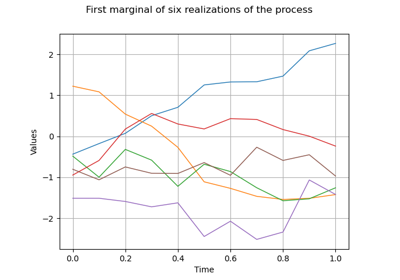 First marginal of six realizations of the process
2
1
0
−1
−2
Values
0.0 0.2 0.4 0.6 0.8 1.0
Time